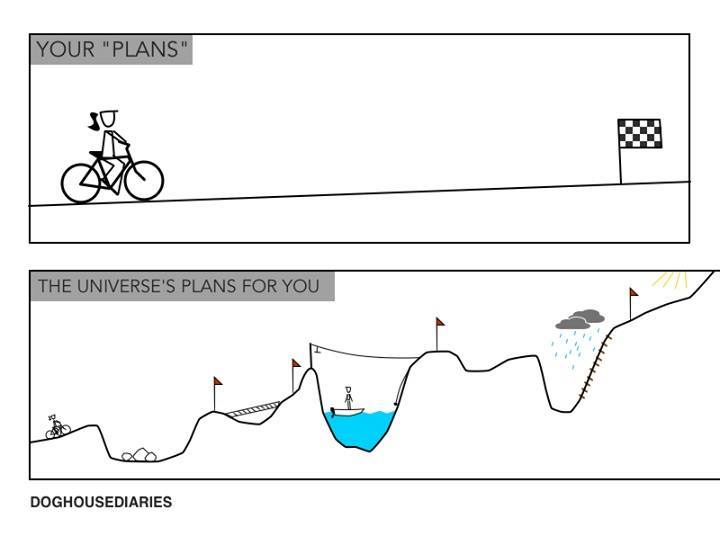 YOUR "PLANS"
THE UNIVERSE'S PLANS FOR YOU
DOGHOUSEDIARIES